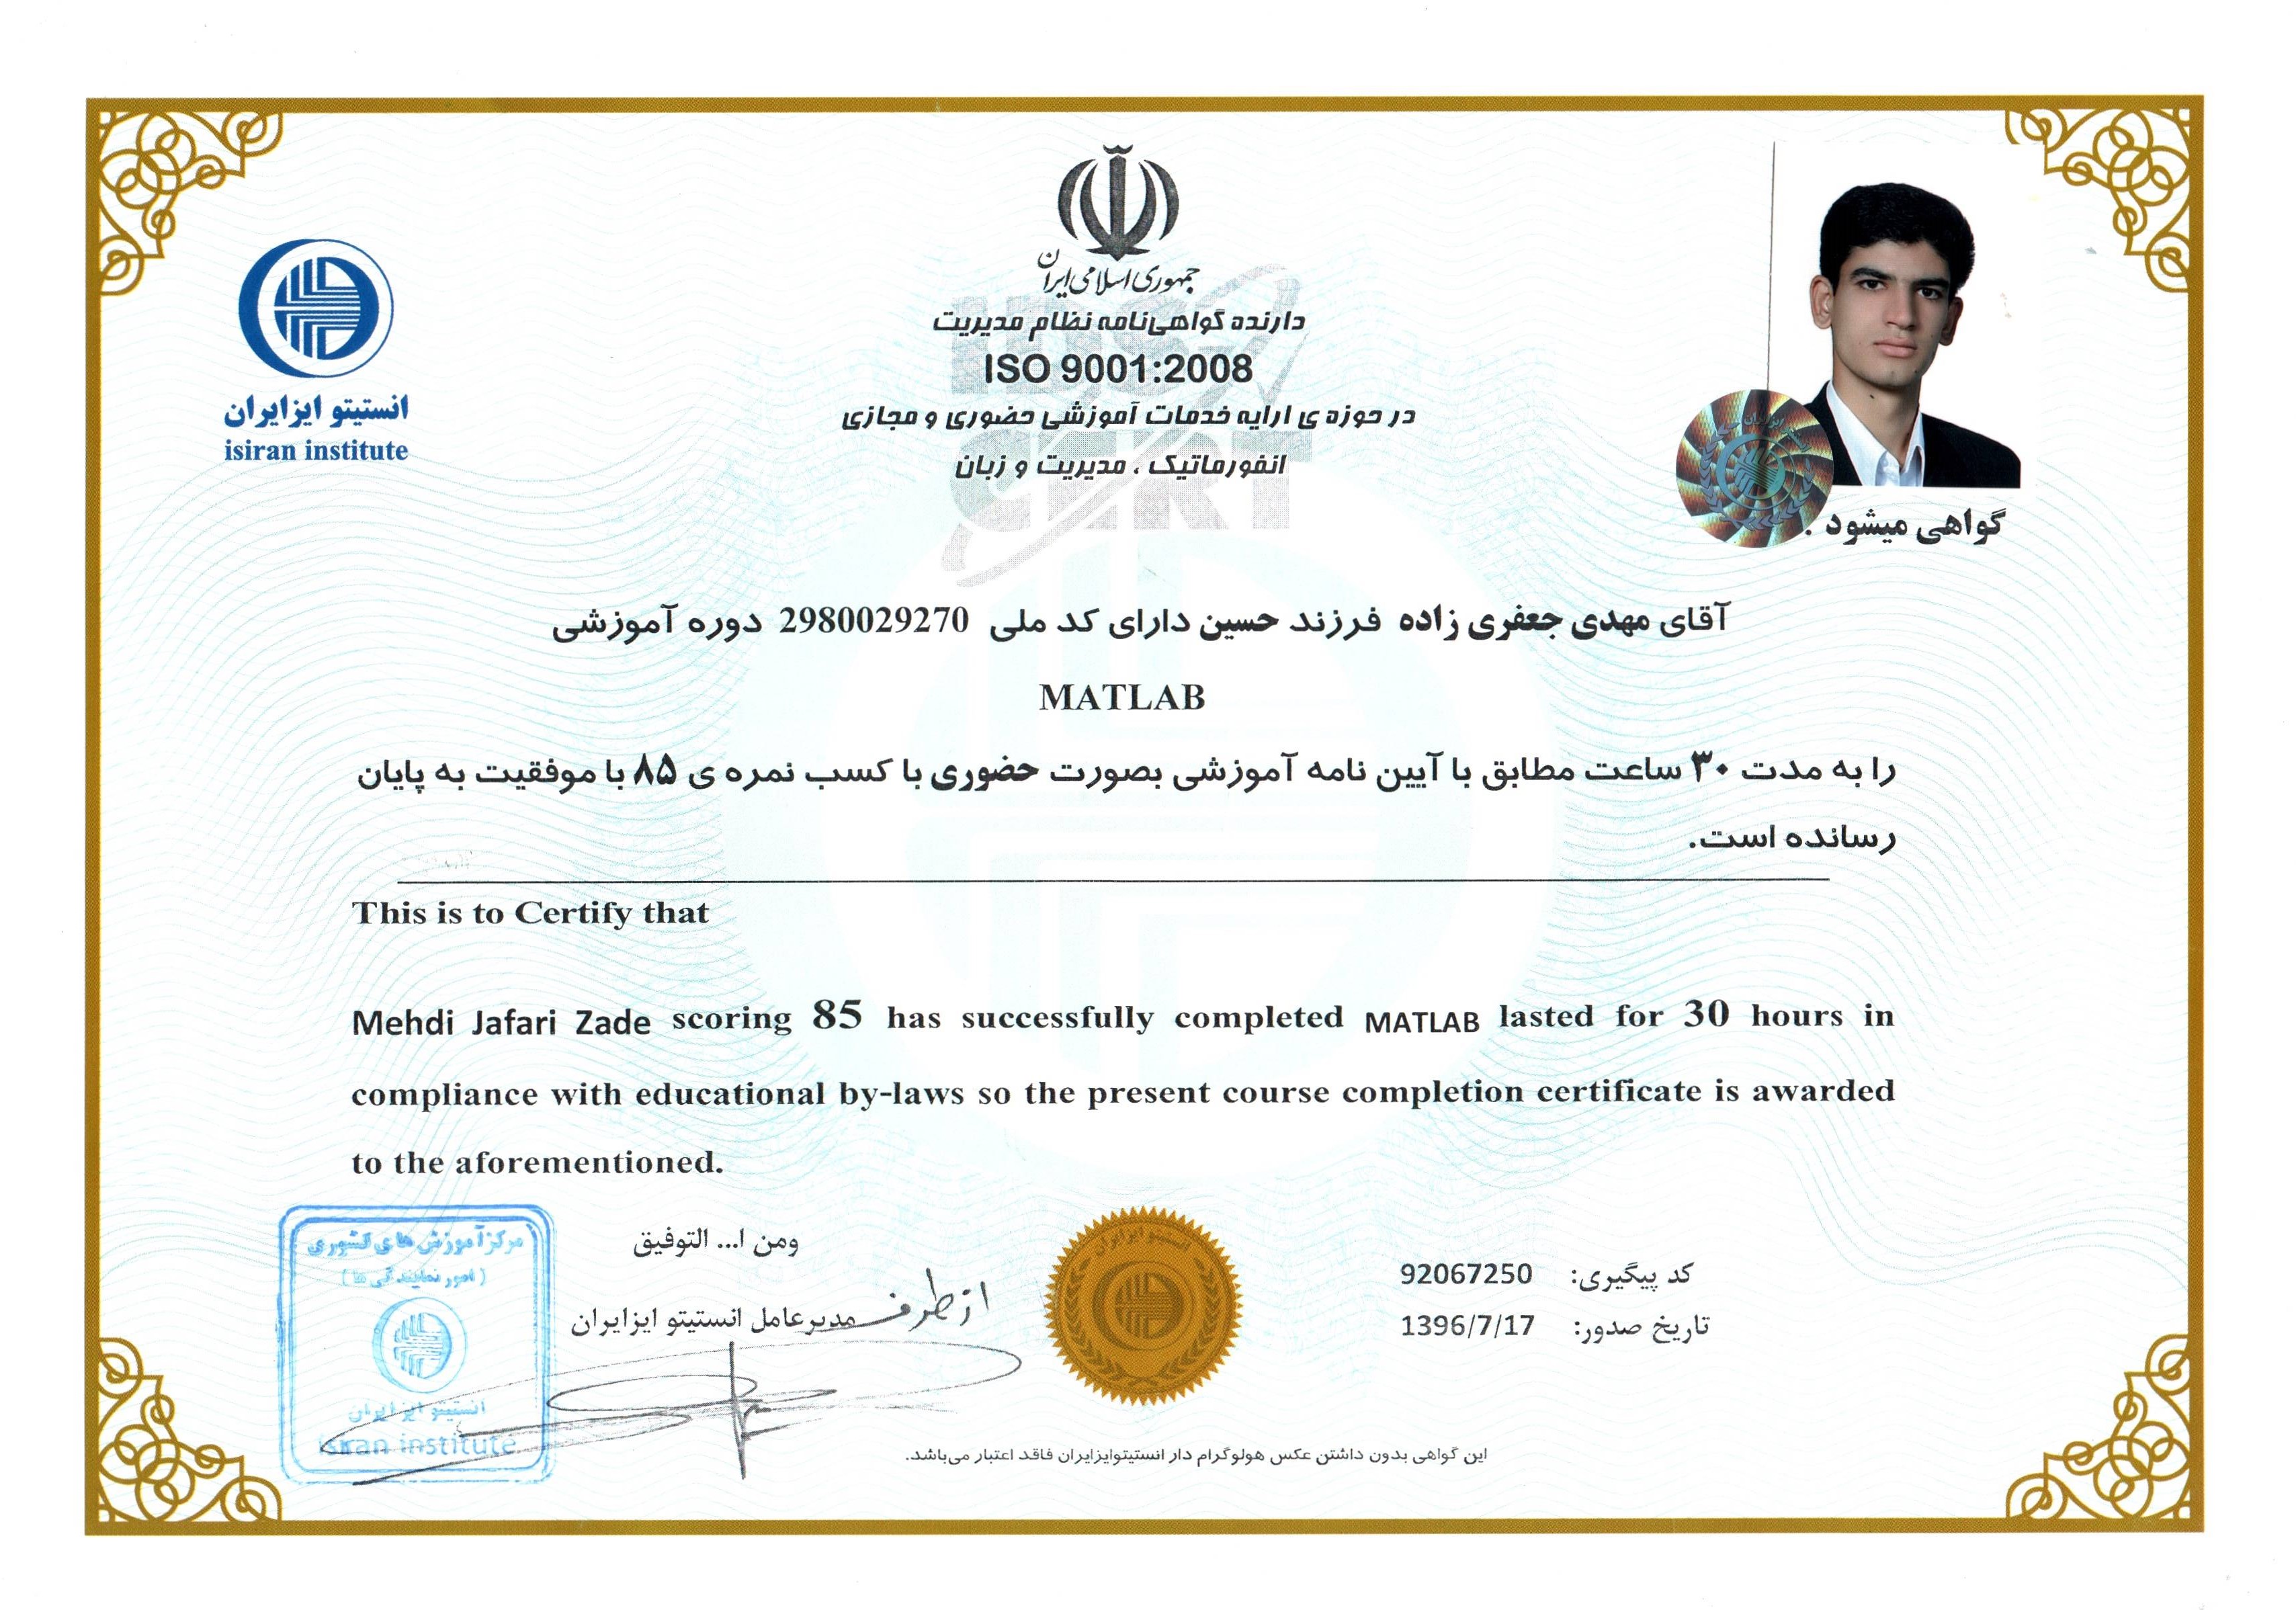 جمهوری اسلامی ایران
دارنده گواهی‌نامه نظام مدیریت
ISO 9001:2008
در حوزه ی ارایه خدمات آموزشی حضوری و مجازی
انفورماتیک ، مدیریت و زبان
IDS
CERT
انستیتو ایزایران
isiran institute
انستیتو ایزایران
گواهی میشود .
آقای مهدی جعفری زاده فرزند حسین دارای کد ملی 2980029270 دوره آموزشی
MATLAB
را به مدت ۳۰ ساعت مطابق با آیین نامه آموزشی بصورت حضوری با کسب نمره ی ۸۵ با موفقیت به پایان
رسانده است.
This is to Certify that
Mehdi Jafari Zade scoring 85 has successfully completed MATLAB lasted for 30 hours in
compliance with educational by-laws so the present course completion certificate is awarded
to the aforementioned.
کد پیگیری: 92067250
تاریخ صدور: 1396/7/17
انستیتو ایزایران
ومن ا... التوفیق
از طرف
مدیرعامل انستیتو ایزایران
مرکز آموزش های کشوری
( امور نمایندگی ها )
انستیتو ایزایران
isiran institute
این گواهی بدون داشتن عکس هولوگرام دار انستیتوایزایران فاقد اعتبار می‌باشد.